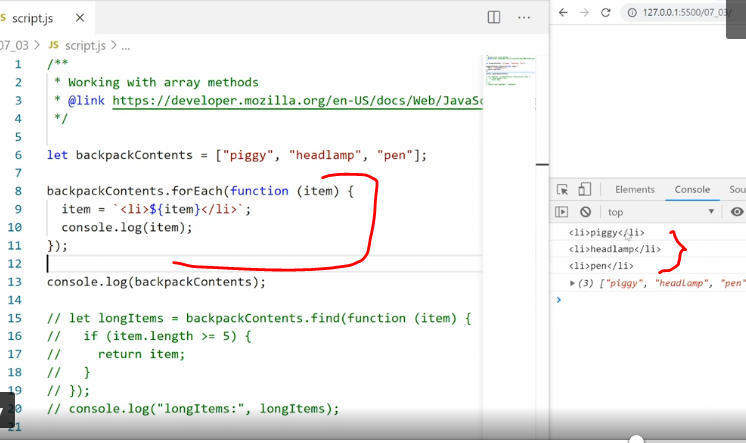 script.js
07_03 > JS script.js > ...
1 /**
2 * Working with array methods
3 * @link https://developer.mozilla.org/en-US/docs/Web/JavaSc
4 */
5
6 let backpackContents = ["piggy", "headlamp", "pen"];
7
8 backpackContents.forEach(function (item) {
9 item = `<li>${item}</li>`;
10 console.log(item);
11 });
12
13 console.log(backpackContents);
14
15 // let longItems = backpackContents.find(function (item) {
16 // if (item.length >= 5) {
17 // return item;
18 // }
19 // });
20 // console.log("longItems:", longItems);
21
127.0.0.1:5500/07_03/
Elements Console Sou
top
<li>piggy</li>
<li>headlamp</li>
<li>pen</li>
(3) ["piggy", "headLamp", "pen"